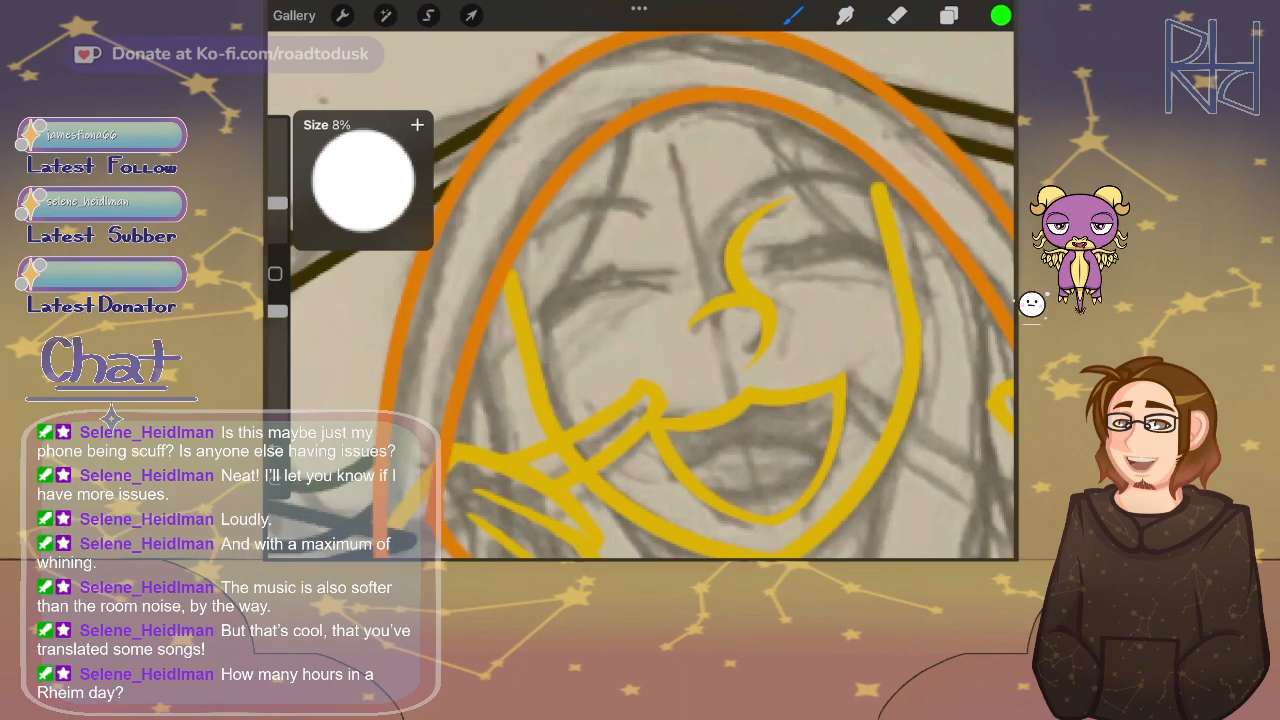 Gallery
Donate at Ko-fi.com/roadtodusk
Size 8%
jamesfiona66
Latest Follow
selene_heidlman
Latest Subber
Latest Donator
Chat
Selene_Heidlman Is this maybe just my
phone being scuff? Is anyone else having issues?
Selene_Heidlman Neat! I'll let you know if I
have more issues.
Selene_Heidlman Loudly.
Selene_Heidlman And with a maximum of
whining.
Selene_Heidlman The music is also softer
than the room noise, by the way.
Selene_Heidlman But that's cool, that you've
translated some songs!
Selene_Heidlman How many hours in a
Rheim day?